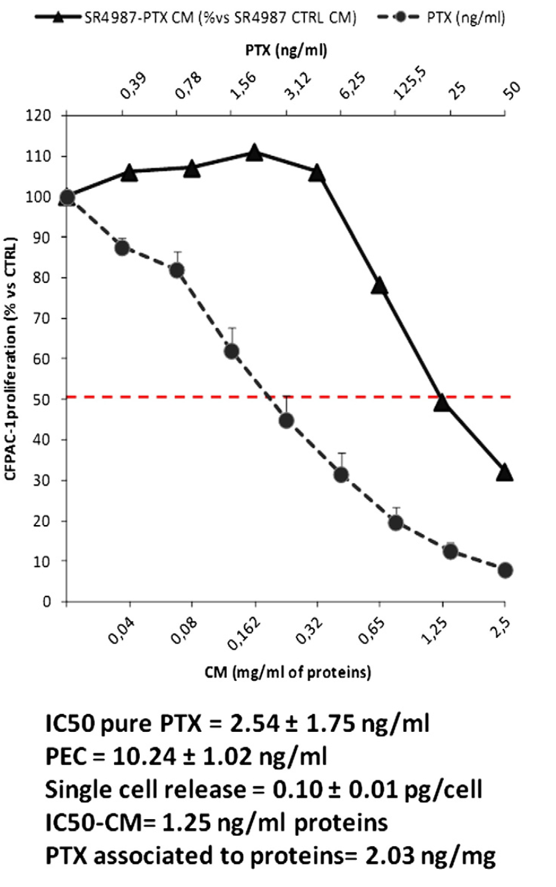 SR4987-PTX CM (%vs SR4987 CTRL CM) PTX (ng/ml)
PTX (ng/ml)
0,39 0,78 1,56 3,12 6,25 125,5 25 50
CFPAC-1proliferation (% vs CTRL)
120
110
100
90
80
70
60
50
40
30
20
10
0
0,04 0,08 0,162 0,32 0,65 1,25 2,5
CM (mg/ml of proteins)
IC50 pure PTX = 2.54 ± 1.75 ng/ml
PEC = 10.24 ± 1.02 ng/ml
Single cell release = 0.10 ± 0.01 pg/cell
IC50-CM= 1.25 ng/ml proteins
PTX associated to proteins= 2.03 ng/mg